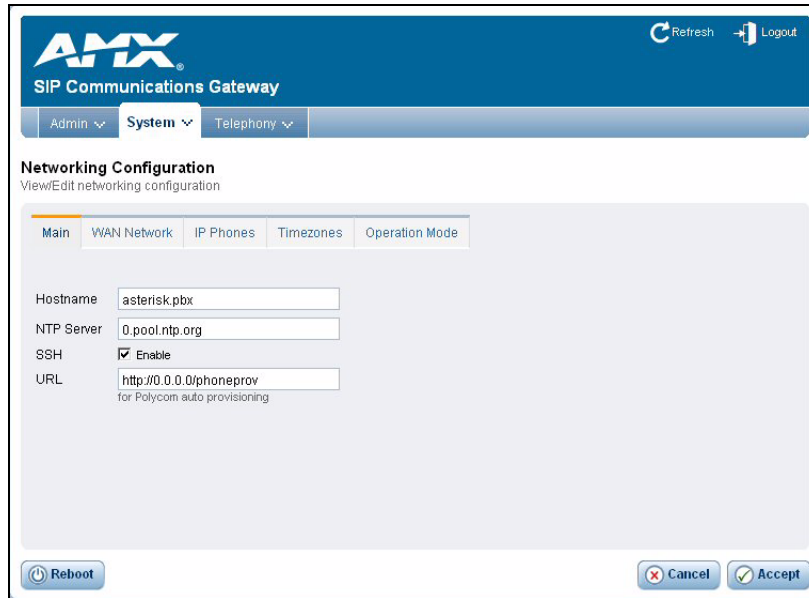 Refresh Logout
AMX®
SIP Communications Gateway
Admin System Telephony
Networking Configuration
View/Edit networking configuration
Main WAN Network IP Phones Timezones Operation Mode
Hostname asterisk.pbx
NTP Server 0.pool.ntp.org
SSH Enable
URL http://0.0.0.0/phoneprov
for Polycom auto provisioning
Reboot Cancel Accept